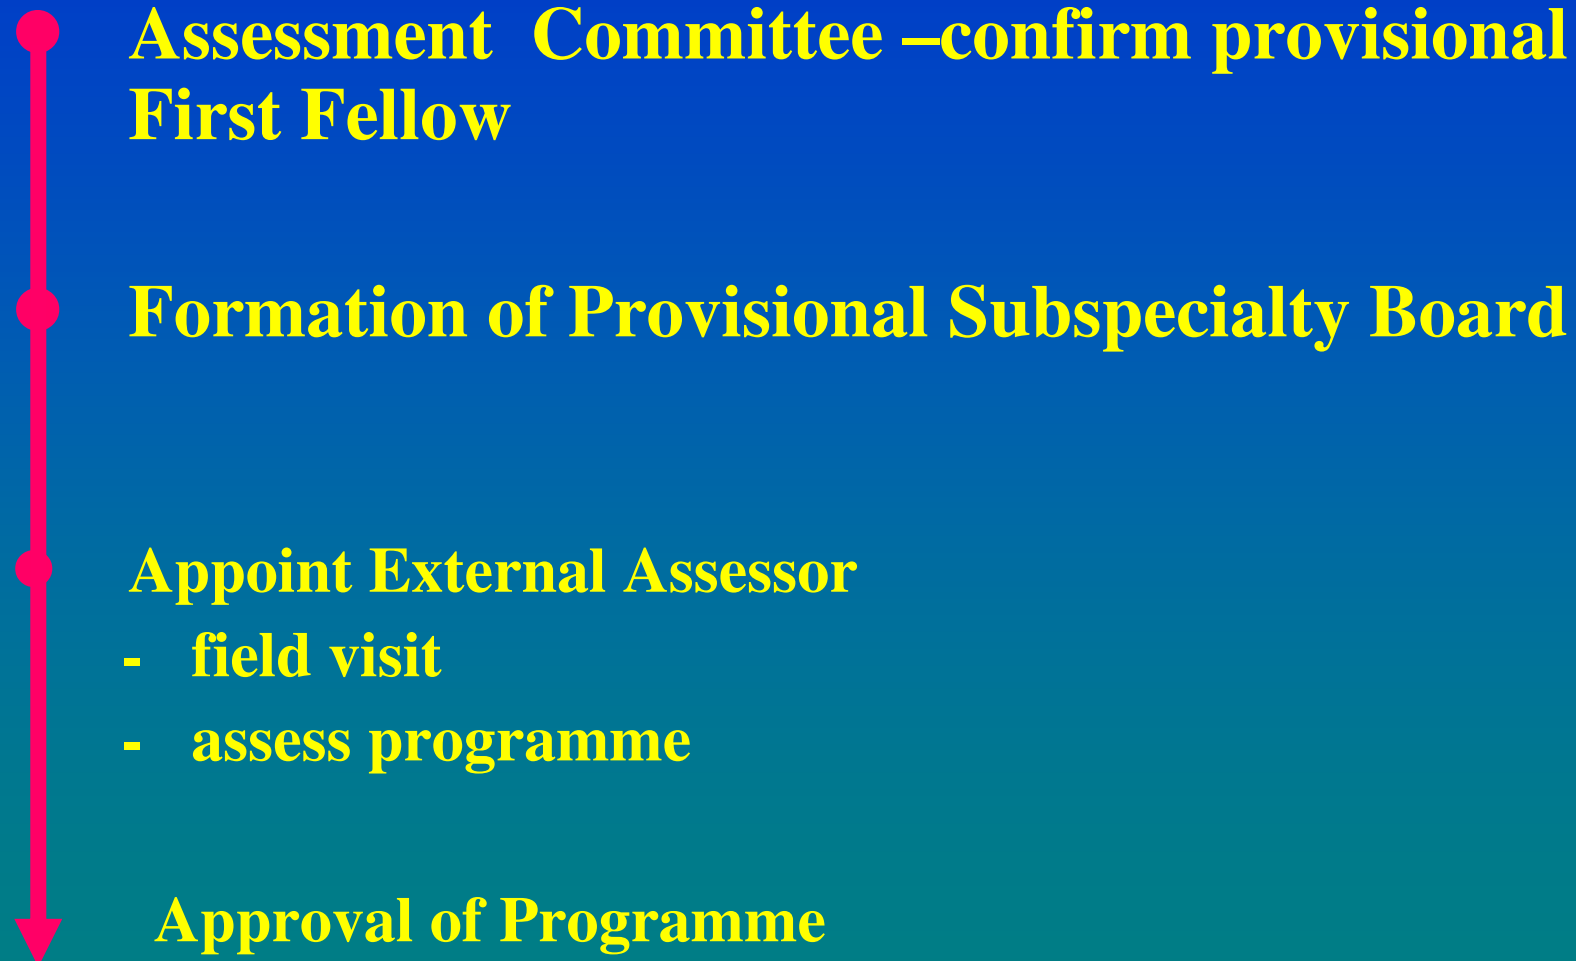 Assessment  Committee –confirm provisional
First Fellow
Formation of Provisional Subspecialty Board
Appoint External Assessor
- field visit
- assess programme
Approval of Programme